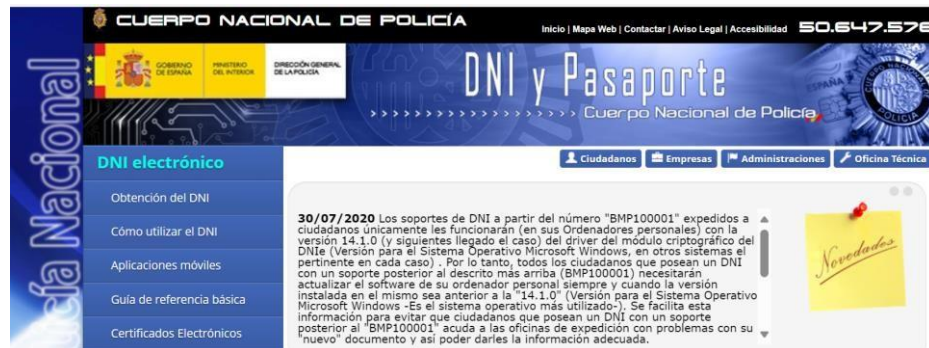 CUERPO NACIONAL DE POLICÍA
Inicio | Mapa Web | Contactar | Aviso Legal | Accesibilidad
50.647.576
GOBIERNO DE ESPAÑA
MINISTERIO DEL INTERIOR
DIRECCIÓN GENERAL DE LA POLICÍA
DNI y Pasaporte
>>>>>>>>>>>>>>>>>>> Cuerpo Nacional de Policía
ESPAÑA
POLICIA
Nacional
DNI electrónico
Obtención del DNI
Cómo utilizar el DNI
Aplicaciones móviles
Guía de referencia básica
Certificados Electrónicos
Ciudadanos
Empresas
Administraciones
Oficina Técnica
30/07/2020 Los soportes de DNI a partir del número "BMP100001" expedidos a
ciudadanos únicamente les funcionarán (en sus Ordenadores personales) con la
versión 14.1.0 (y siguientes llegado el caso) del driver del módulo criptográfico del
DNIe (Versión para el Sistema Operativo Microsoft Windows, en otros sistemas el
pertinente en cada caso) . Por lo tanto, todos los ciudadanos que posean un DNI
con un soporte posterior al descrito más arriba (BMP100001) necesitarán
actualizar el software de su ordenador personal siempre y cuando la versión
instalada en el mismo sea anterior a la "14.1.0" (Versión para el Sistema Operativo
Microsoft Windows -Es el sistema operativo más utilizado-). Se facilita esta
información para evitar que ciudadanos que posean un DNI con un soporte
posterior al "BMP100001" acuda a las oficinas de expedición con problemas con su
"nuevo" documento y así poder darles la información adecuada.
Novedades